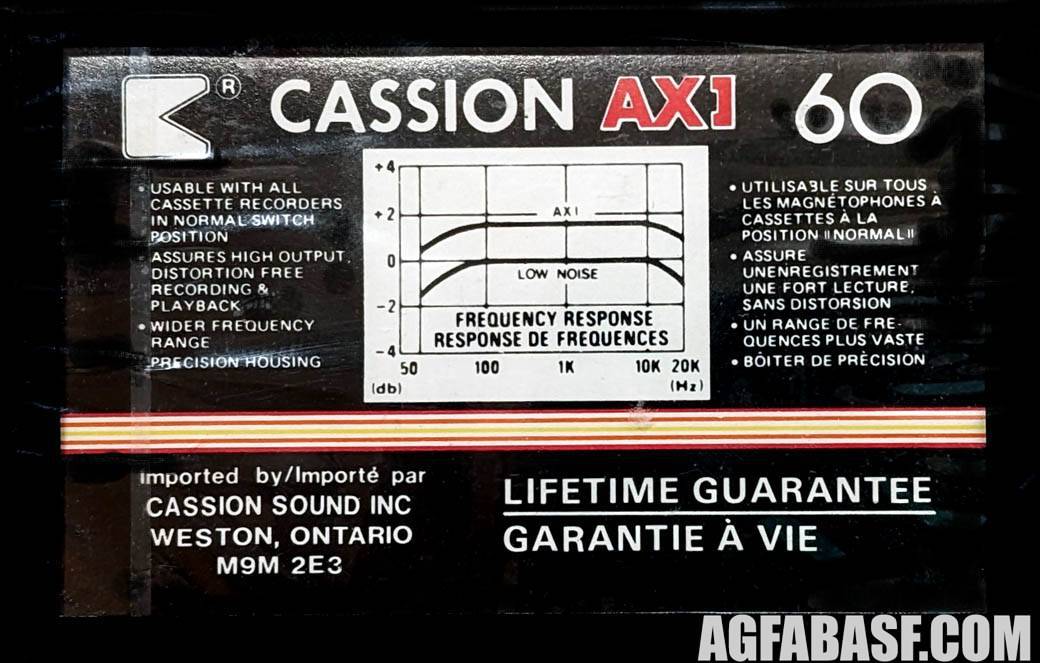 ® CASSION AX1 60
• USABLE WITH ALL
CASSETTE RECORDERS
IN NORMAL SWITCH
POSITION
• ASSURES HIGH OUTPUT,
DISTORTION FREE
RECORDING &
PLAYBACK
• WIDER FREQUENCY
RANGE
PRECISION HOUSING
+4
+2
0
-2
-4
AX1
LOW NOISE
FREQUENCY RESPONSE
RESPONSE DE FREQUENCES
50 100 1K 10K 20K
(db) (Hz)
• UTILISABLE SUR TOUS
LES MAGNÉTOPHONES À
CASSETTES À LA
POSITION "NORMAL"
• ASSURE
UNENREGISTREMENT
UNE FORT LECTURE,
SANS DISTORSION
• UN RANGE DE FRE-
QUENCES PLUS VASTE
• BÔITER DE PRÈCISION
Imported by/Importé par
CASSION SOUND INC
WESTON, ONTARIO
M9M 2E3
LIFETIME GUARANTEE
GARANTIE À VIE
AGFABASF.COM